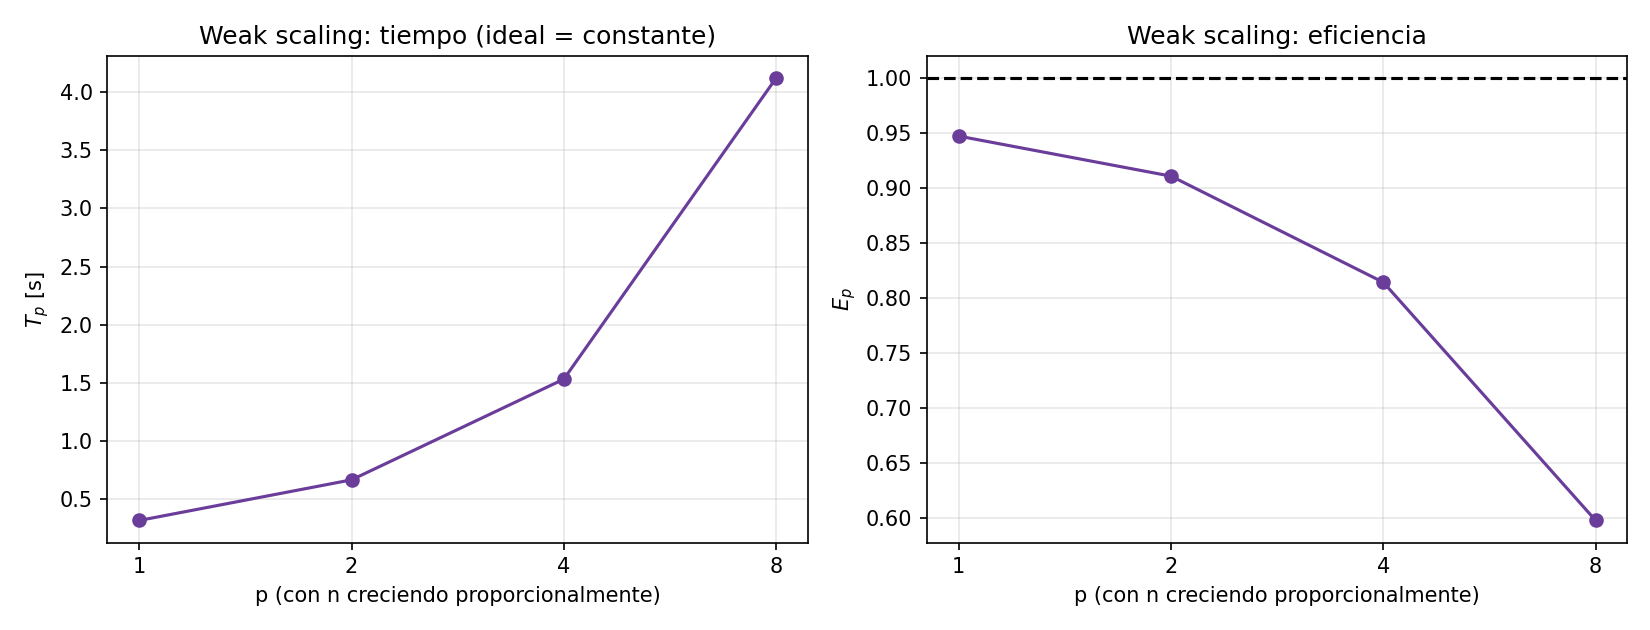 Weak scaling: tiempo (ideal = constante)
4.0
3.5
3.0
2.5
2.0
1.5
1.0
0.5
T_p [s]
1 2 4 8
p (con n creciendo proporcionalmente)
Weak scaling: eficiencia
1.00
0.95
0.90
0.85
0.80
0.75
0.70
0.65
0.60
E_p
1 2 4 8
p (con n creciendo proporcionalmente)